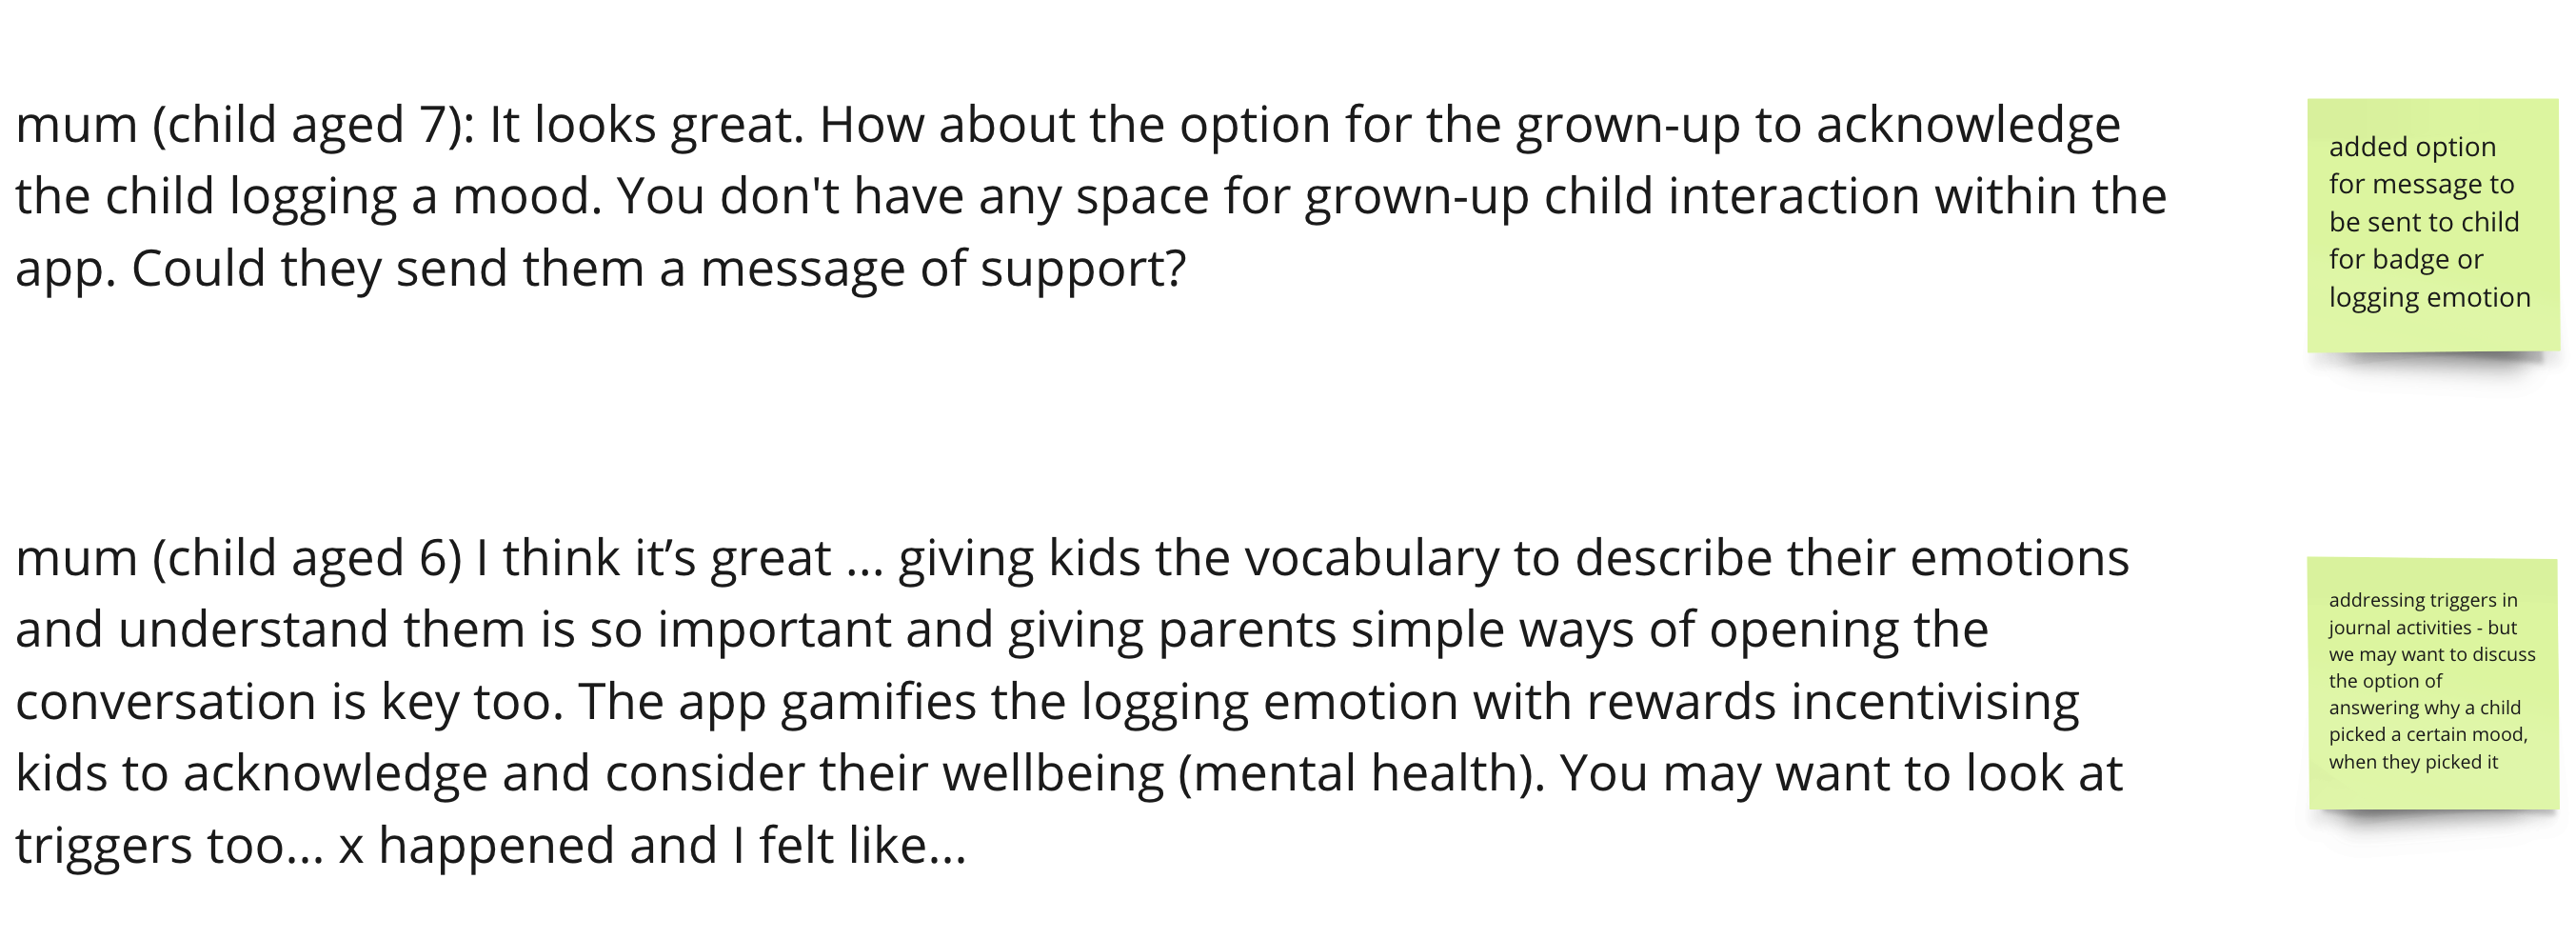 mum (child aged 7): It looks great. How about the option for the grown-up to acknowledge
the child logging a mood. You don't have any space for grown-up child interaction within the
app. Could they send them a message of support?
added option
for message to
be sent to child
for badge or
logging emotion
mum (child aged 6) I think it’s great ... giving kids the vocabulary to describe their emotions
and understand them is so important and giving parents simple ways of opening the
conversation is key too. The app gamifies the logging emotion with rewards incentivising
kids to acknowledge and consider their wellbeing (mental health). You may want to look at
triggers too... x happened and I felt like...
addressing triggers in
journal activities - but
we may want to discuss
the option of
answering why a child
picked a certain mood,
when they picked it